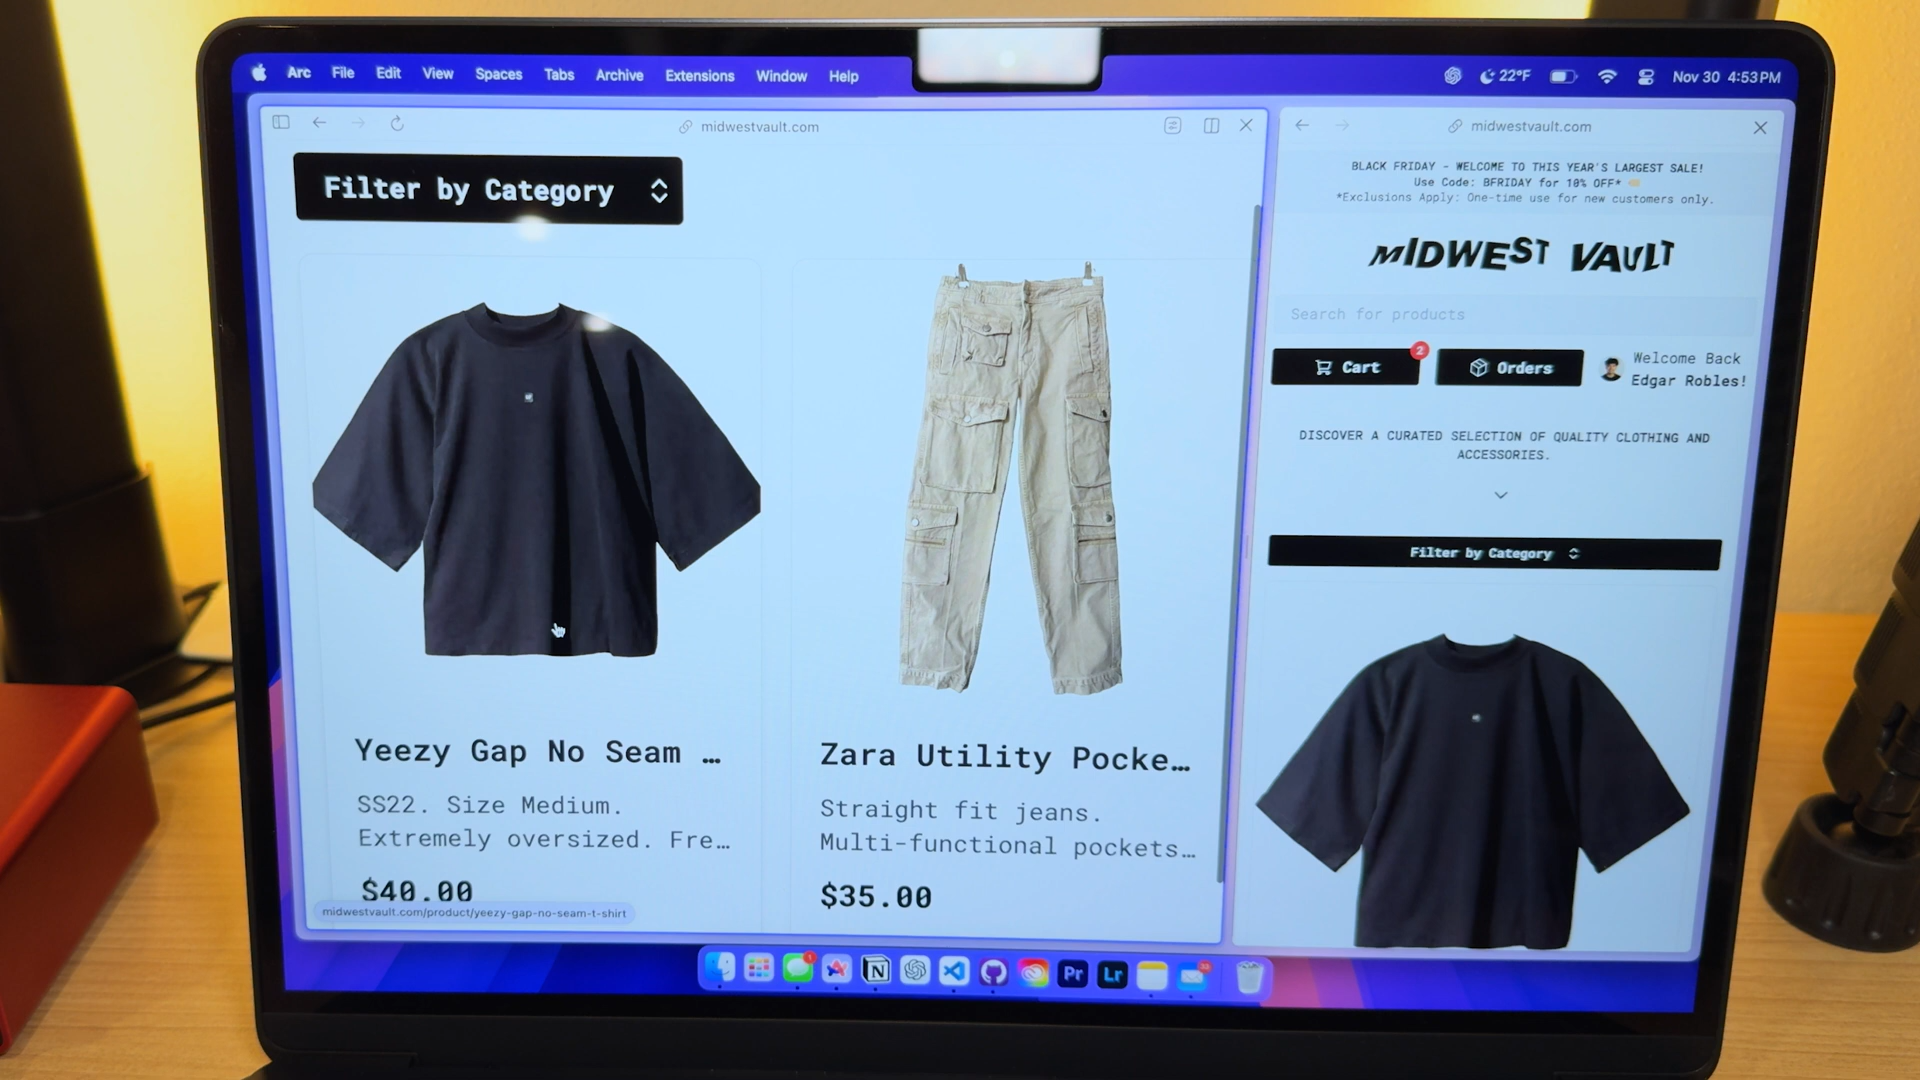 Arc File Edit View Spaces Tabs Archive Extensions Window Help
22°F Nov 30 4:53PM
midwestvault.com
Filter by Category
Yeezy Gap No Seam …
SS22. Size Medium.
Extremely oversized. Fre…
$40.00
midwestvault.com/product/yeezy-gap-no-seam-t-shirt
Zara Utility Pocke…
Straight fit jeans.
Multi-functional pockets…
$35.00
midwestvault.com
BLACK FRIDAY - WELCOME TO THIS YEAR'S LARGEST SALE!
Use Code: BFRIDAY for 10% OFF*
*Exclusions Apply: One-time use for new customers only.
MIDWEST VAULT
Search for products
Cart 2
Orders
Welcome Back
Edgar Robles!
DISCOVER A CURATED SELECTION OF QUALITY CLOTHING AND
ACCESSORIES.
Filter by Category
1 N Pr Lr 33